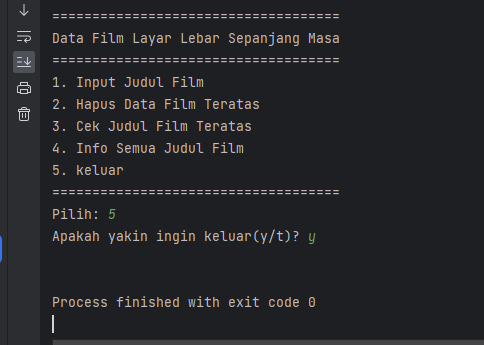 ====================================
Data Film Layar Lebar Sepanjang Masa
====================================
1. Input Judul Film
2. Hapus Data Film Teratas
3. Cek Judul Film Teratas
4. Info Semua Judul Film
5. keluar
====================================
Pilih: 5
Apakah yakin ingin keluar(y/t)? y
Process finished with exit code 0